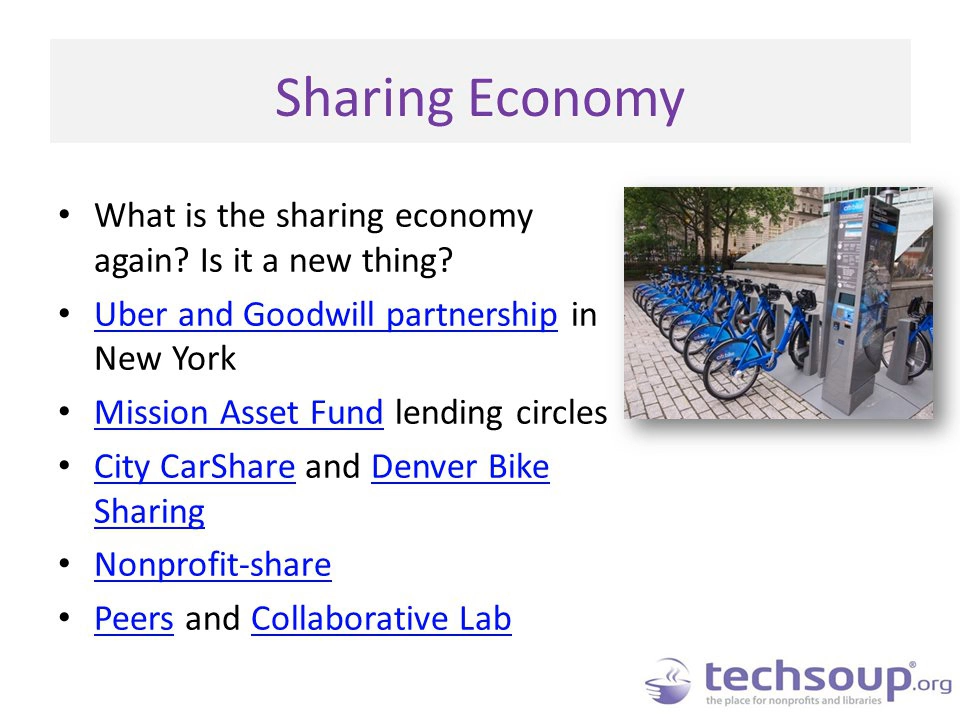 Sharing Economy
• What is the sharing economy
again? Is it a new thing?
• Uber and Goodwill partnership in
New York
• Mission Asset Fund lending circles
• City CarShare and Denver Bike
Sharing
• Nonprofit-share
• Peers and Collaborative Lab
citibike
citibike
techsoup®.org
the place for nonprofits and libraries